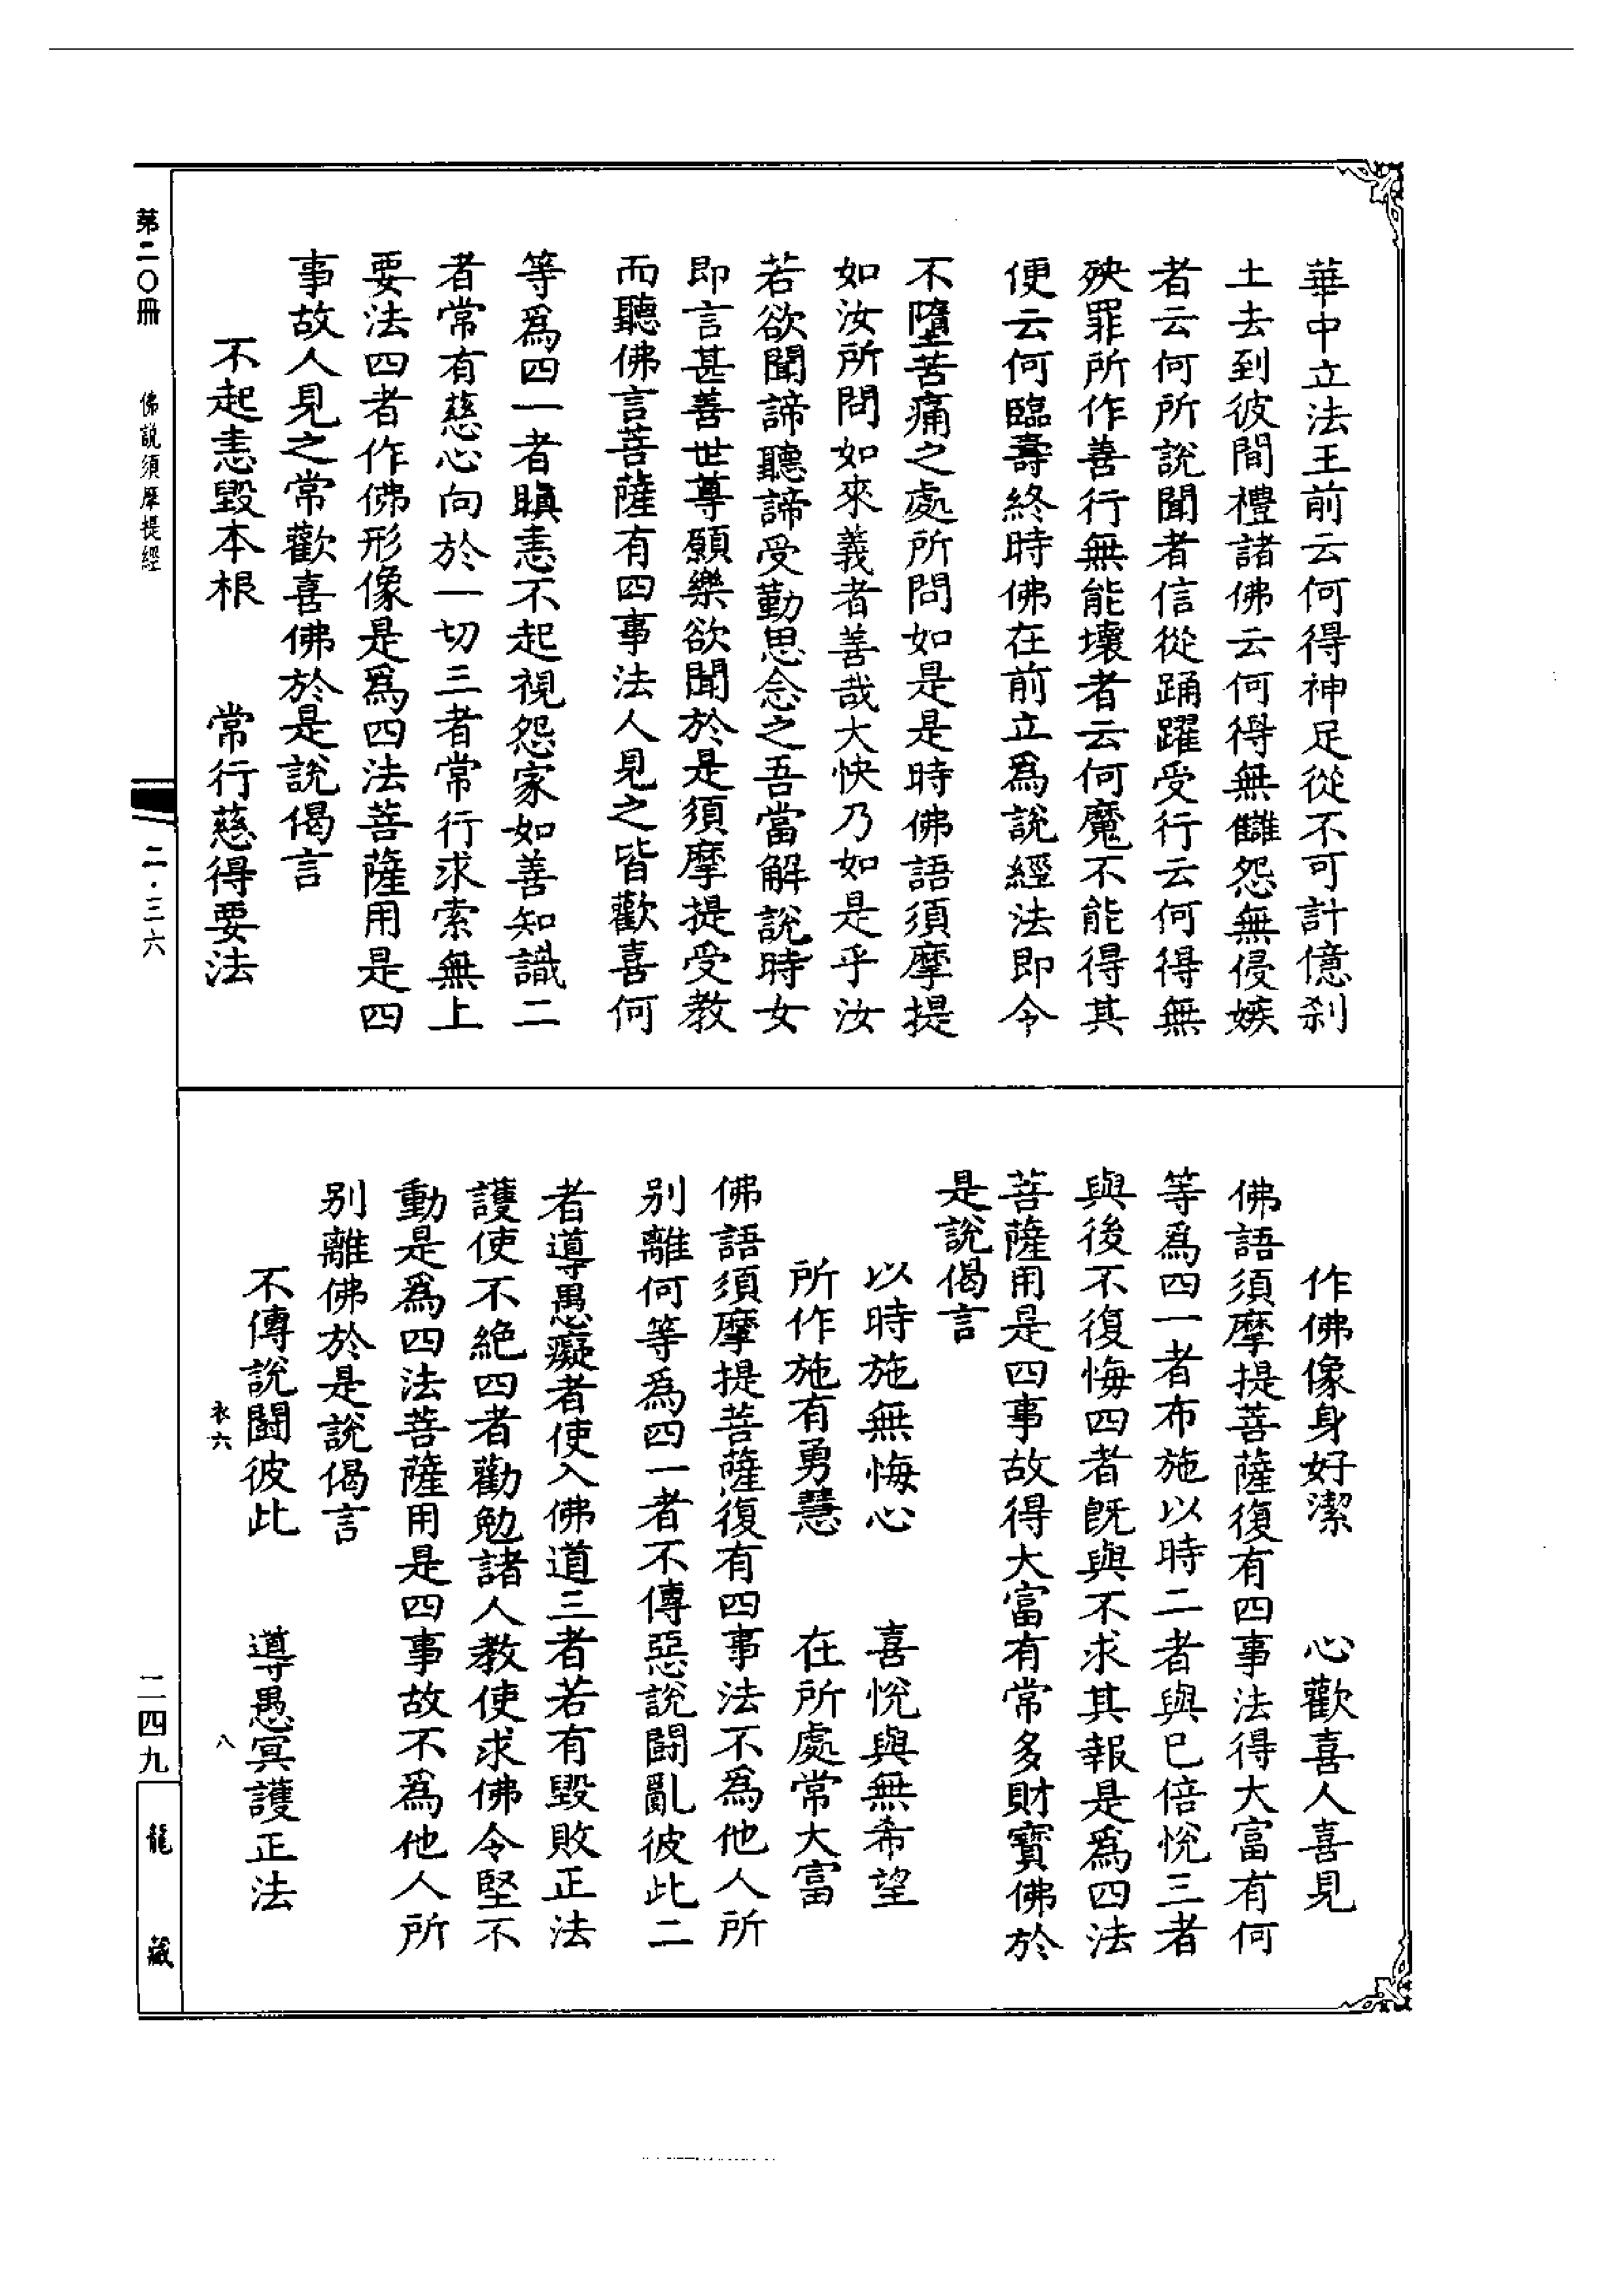 華中立法王前云何得神足從不可計億剎
土去到彼間禮諸佛云何得無讎怨無侵嫉
者云何所說聞者信從踊躍受行云何得無
殃罪所作善行無能壞者云何魔不能得其
便云何臨壽終時佛在前立爲說經法即令
不墮苦痛之處所問如是是時佛語須摩提
如汝所問如來義者善哉大快乃如是乎汝
若欲聞諦聽諦受勤思念之吾當解說時女
即言甚善世尊願樂欲聞於是須摩提受教
而聽佛言菩薩有四事法人見之皆歡喜何
等爲四一者瞋恚不起視怨家如善知識二
者常有慈心向於一切三者常行求索無上
要法四者作佛形像是爲四法菩薩用是四
事故人見之常歡喜佛於是說偈言
不起恚毀本根　常行慈得要法
作佛像身好潔　心歡喜人喜見
佛語須摩提菩薩復有四事法得大富有何
等爲四一者布施以時二者與已倍悅三者
與後不復悔四者旣與不求其報是爲四法
菩薩用是四事故得大富有常多財寶佛於
是說偈言
以時施無悔心　喜悅與無希望
所作施有勇慧　在所處常大富
佛語須摩提菩薩復有四事法不爲他人所
別離何等爲四一者不傳惡說鬪亂彼此二
者導愚癡者使入佛道三者若有毀敗正法
護使不絕四者勸勉諸人教使求佛令堅不
動是爲四法菩薩用是四事故不爲他人所
別離佛於是說偈言
不傳說鬪彼此　導愚冥護正法
衣六　八
第二〇冊　佛說須摩提經　二·三六　二四九　龍藏